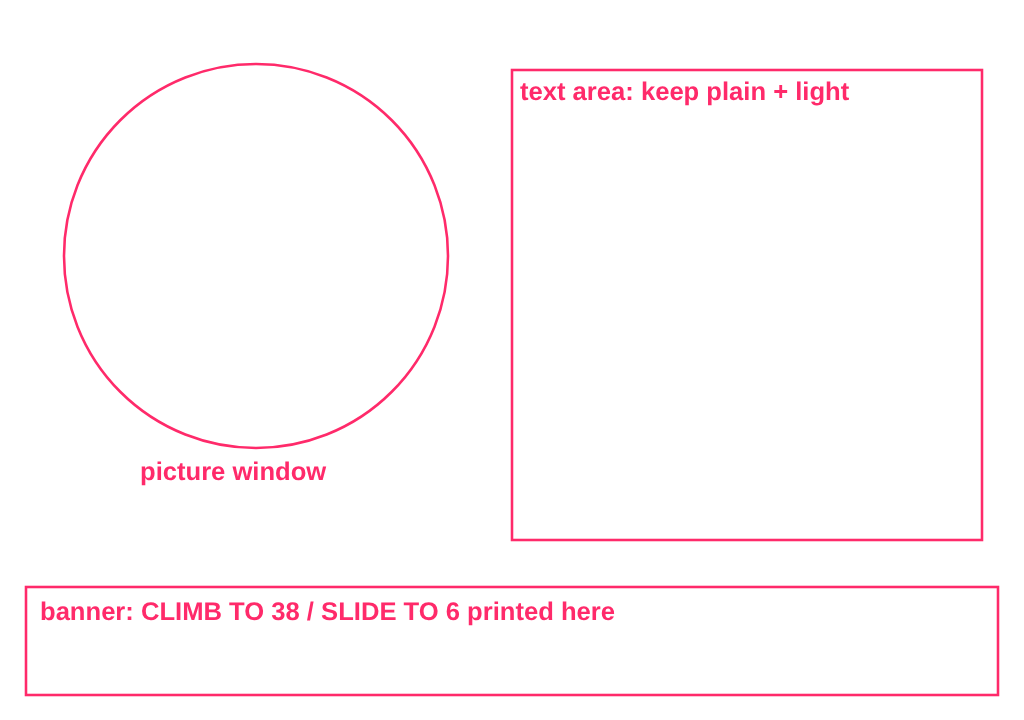 text area: keep plain + light
picture window
banner: CLIMB TO 38 / SLIDE TO 6 printed here